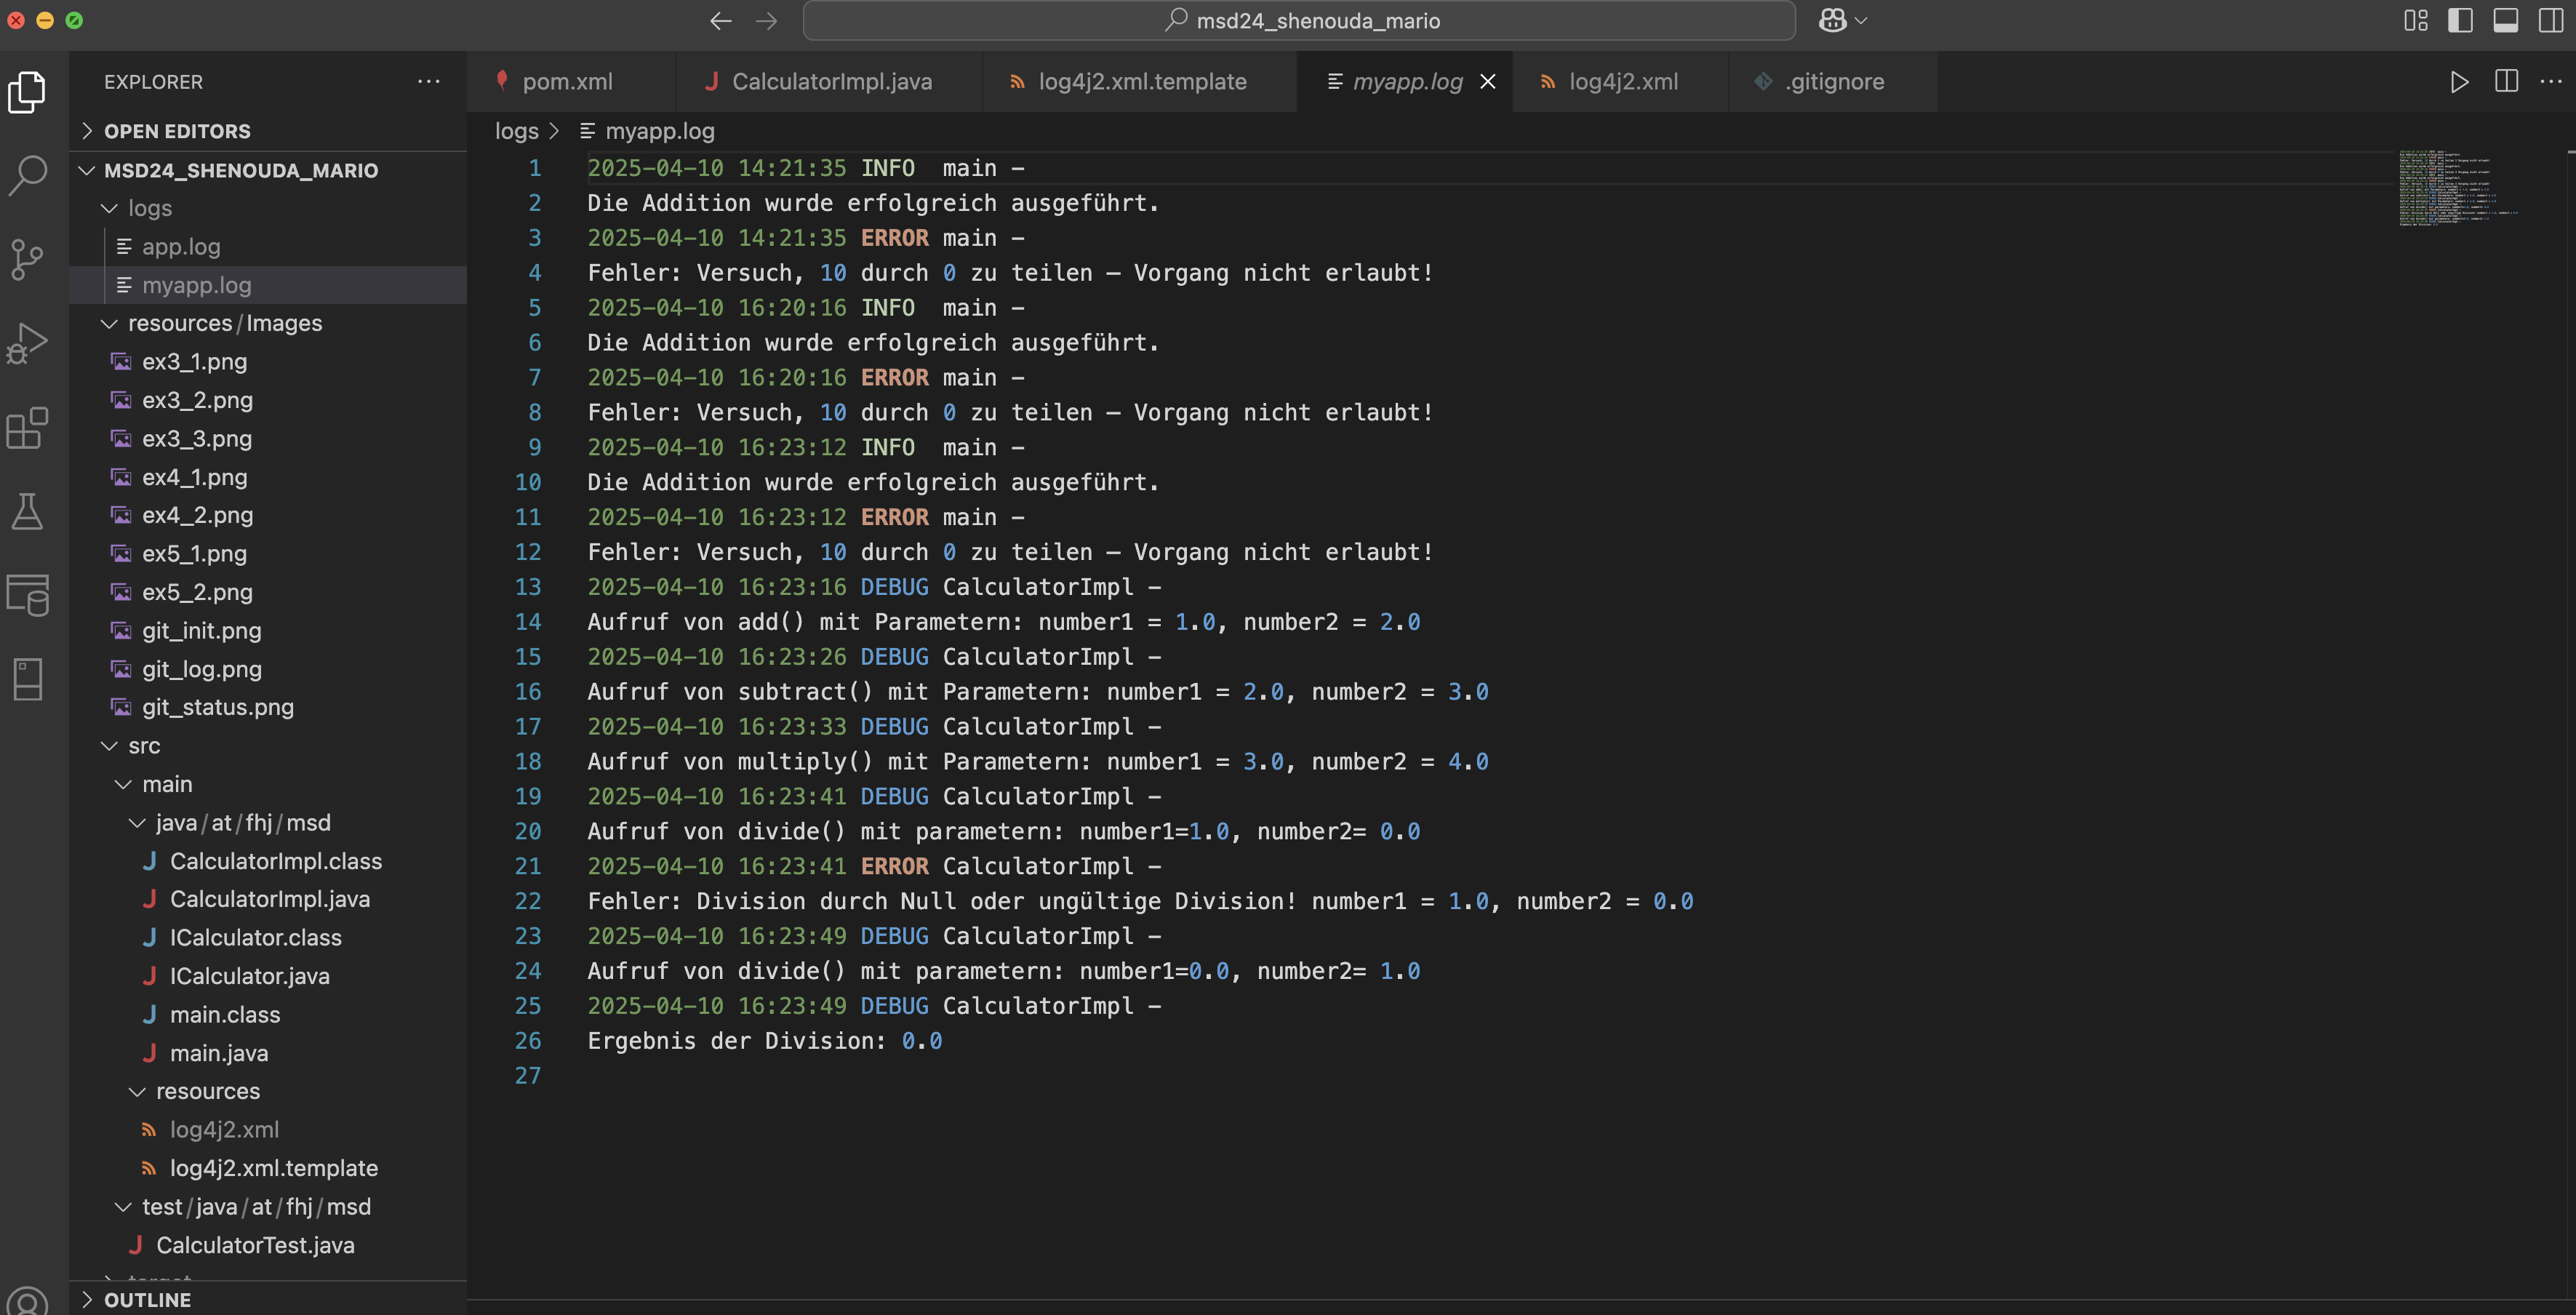 msd24_shenouda_mario
EXPLORER
OPEN EDITORS
MSD24_SHENOUDA_MARIO
logs
app.log
myapp.log
resources/Images
ex3_1.png
ex3_2.png
ex3_3.png
ex4_1.png
ex4_2.png
ex5_1.png
ex5_2.png
git_init.png
git_log.png
git_status.png
src
main
java/at/fhj/msd
CalculatorImpl.class
CalculatorImpl.java
ICalculator.class
ICalculator.java
main.class
main.java
resources
log4j2.xml
log4j2.xml.template
test/java/at/fhj/msd
CalculatorTest.java
OUTLINE
pom.xml
CalculatorImpl.java
log4j2.xml.template
myapp.log
log4j2.xml
.gitignore
logs > myapp.log
1 2025-04-10 14:21:35 INFO  main –
2 Die Addition wurde erfolgreich ausgeführt.
3 2025-04-10 14:21:35 ERROR main –
4 Fehler: Versuch, 10 durch 0 zu teilen – Vorgang nicht erlaubt!
5 2025-04-10 16:20:16 INFO  main –
6 Die Addition wurde erfolgreich ausgeführt.
7 2025-04-10 16:20:16 ERROR main –
8 Fehler: Versuch, 10 durch 0 zu teilen – Vorgang nicht erlaubt!
9 2025-04-10 16:23:12 INFO  main –
10 Die Addition wurde erfolgreich ausgeführt.
11 2025-04-10 16:23:12 ERROR main –
12 Fehler: Versuch, 10 durch 0 zu teilen – Vorgang nicht erlaubt!
13 2025-04-10 16:23:16 DEBUG CalculatorImpl –
14 Aufruf von add() mit Parametern: number1 = 1.0, number2 = 2.0
15 2025-04-10 16:23:26 DEBUG CalculatorImpl –
16 Aufruf von subtract() mit Parametern: number1 = 2.0, number2 = 3.0
17 2025-04-10 16:23:33 DEBUG CalculatorImpl –
18 Aufruf von multiply() mit Parametern: number1 = 3.0, number2 = 4.0
19 2025-04-10 16:23:41 DEBUG CalculatorImpl –
20 Aufruf von divide() mit parametern: number1=1.0, number2= 0.0
21 2025-04-10 16:23:41 ERROR CalculatorImpl –
22 Fehler: Division durch Null oder ungültige Division! number1 = 1.0, number2 = 0.0
23 2025-04-10 16:23:49 DEBUG CalculatorImpl –
24 Aufruf von divide() mit parametern: number1=0.0, number2= 1.0
25 2025-04-10 16:23:49 DEBUG CalculatorImpl –
26 Ergebnis der Division: 0.0
27